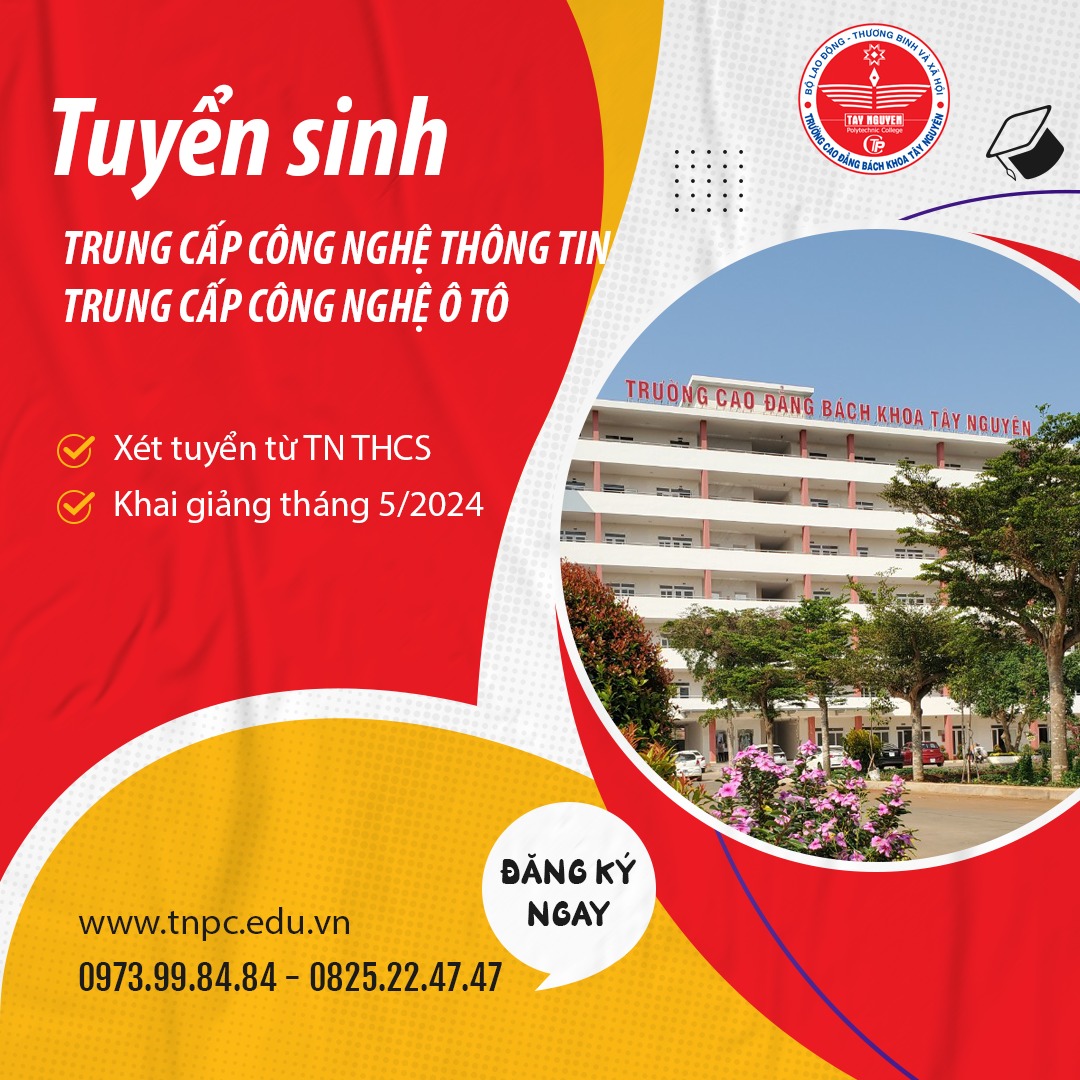 Tuyển sinh
TRUNG CẤP CÔNG NGHỆ THÔNG TIN
TRUNG CẤP CÔNG NGHỆ Ô TÔ
Xét tuyển từ TN THCS
Khai giảng tháng 5/2024
BỘ LAO ĐỘNG - THƯƠNG BINH VÀ XÃ HỘI
TAY NGUYEN
Polytechnic College
CTP
TRƯỜNG CAO ĐẲNG BÁCH KHOA TÂY NGUYÊN
TRƯỜNG CAO ĐẲNG BÁCH KHOA TÂY NGUYÊN
ĐĂNG KÝ
NGAY
www.tnpc.edu.vn
0973.99.84.84 - 0825.22.47.47